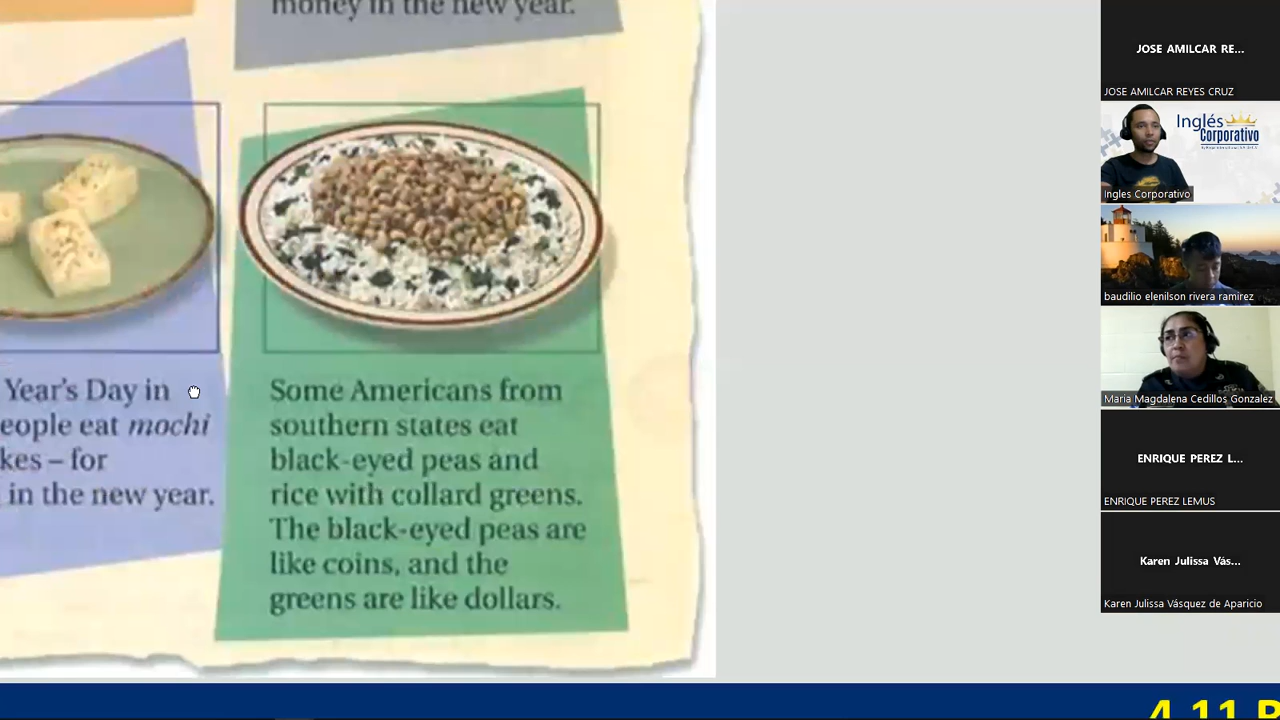 money in the new year.
Year's Day in
eople eat mochi
kes – for
in the new year.
Some Americans from
southern states eat
black-eyed peas and
rice with collard greens.
The black-eyed peas are
like coins, and the
greens are like dollars.
JOSE AMILCAR RE...
JOSE AMILCAR REYES CRUZ
Inglés
Corporativo
Ingles Corporativo
baudilio elenilson rivera ramirez
Maria Magdalena Cedillos Gonzalez
ENRIQUE PEREZ L...
ENRIQUE PEREZ LEMUS
Karen Julissa Vás...
Karen Julissa Vásquez de Aparicio